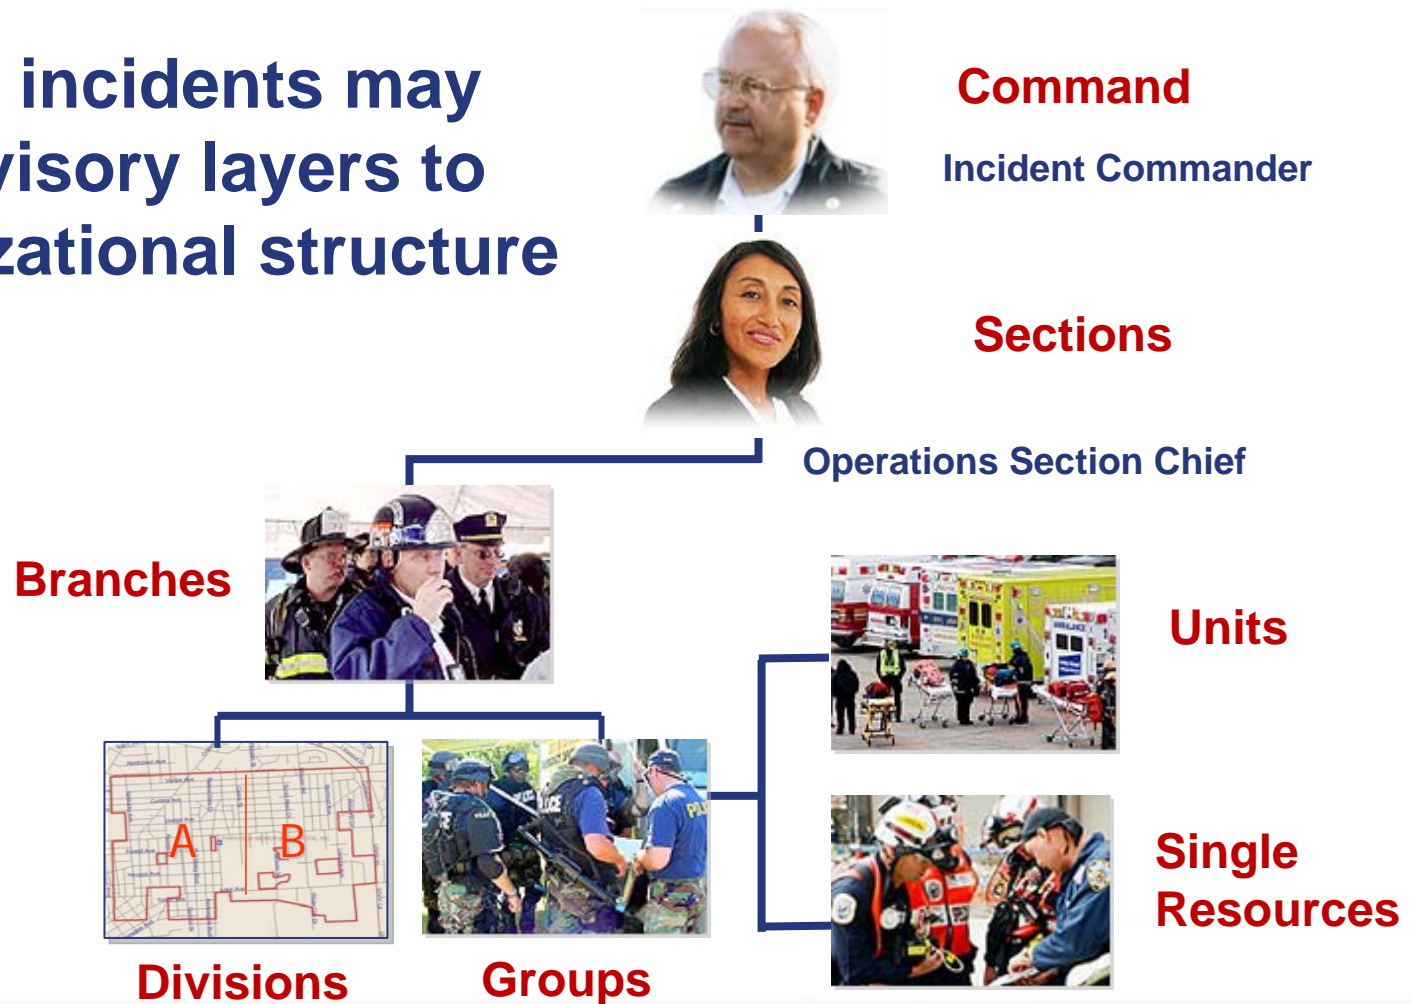 incidents may
visory layers to
zational structure
Command
Incident Commander
Sections
Operations Section Chief
Branches
Units
A B
Single
Resources
Divisions
Groups